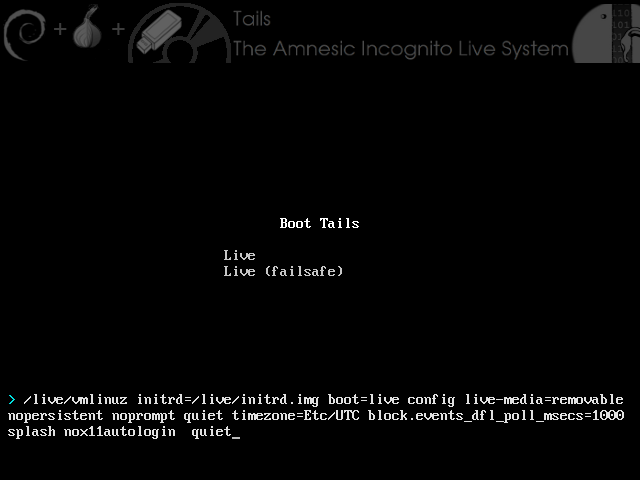 Tails
The Amnesic Incognito Live System
Boot Tails
Live
Live (failsafe)
> /live/vmlinuz initrd=/live/initrd.img boot=live config live-media=removable
nopersistent noprompt quiet timezone=Etc/UTC block.events_dfl_poll_msecs=1000
splash nox11autologin  quiet_